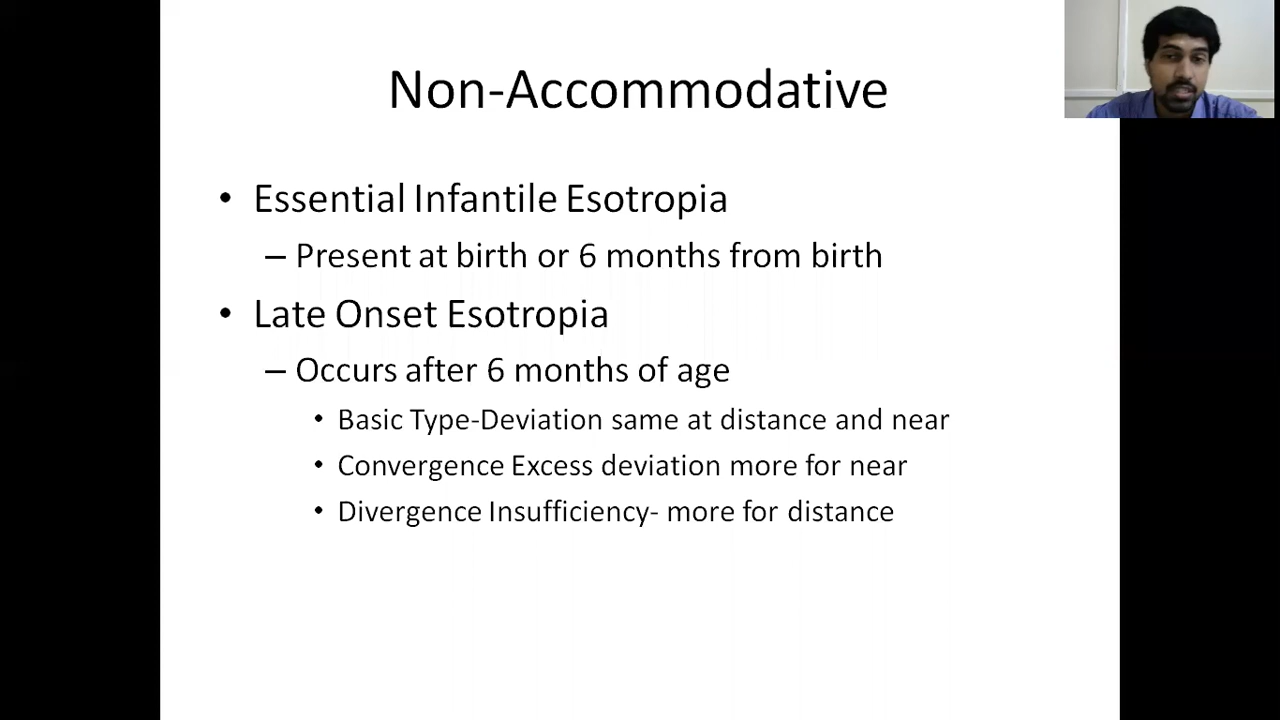 Non-Accommodative
• Essential Infantile Esotropia
– Present at birth or 6 months from birth
• Late Onset Esotropia
– Occurs after 6 months of age
• Basic Type-Deviation same at distance and near
• Convergence Excess deviation more for near
• Divergence Insufficiency- more for distance